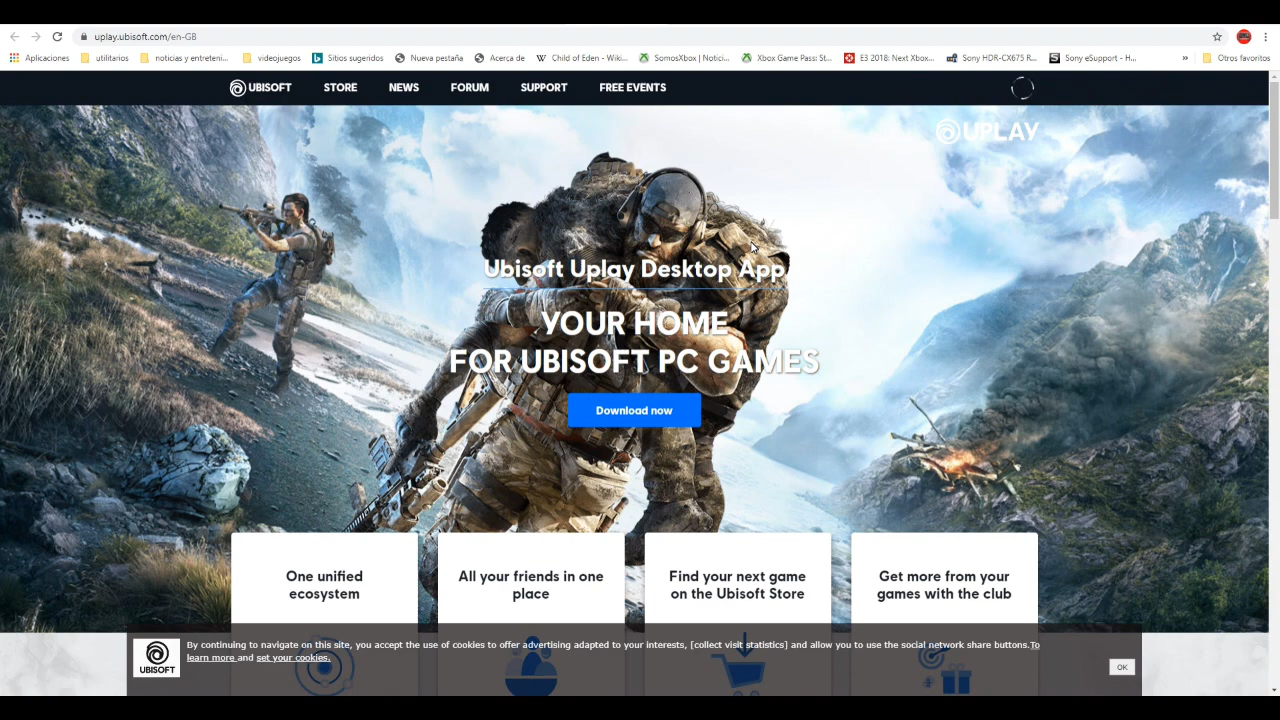 uplay.ubisoft.com/en-GB
Aplicaciones utilitarios noticias y entreteni... videojuegos Sitios sugeridos Nueva pestaña Acerca de Child of Eden - Wiki... SomosXbox | Notici... Xbox Game Pass: St... E3 2018: Next Xbox... Sony HDR-CX675 R... Sony eSupport - H... » Otros favoritos
UBISOFT STORE NEWS FORUM SUPPORT FREE EVENTS
UPLAY
Ubisoft Uplay Desktop App
YOUR HOME
FOR UBISOFT PC GAMES
Download now
One unified
ecosystem
All your friends in one
place
Find your next game
on the Ubisoft Store
Get more from your
games with the club
UBISOFT
By continuing to navigate on this site, you accept the use of cookies to offer advertising adapted to your interests, [collect visit statistics] and allow you to use the social network share buttons.To
learn more and set your cookies.
OK